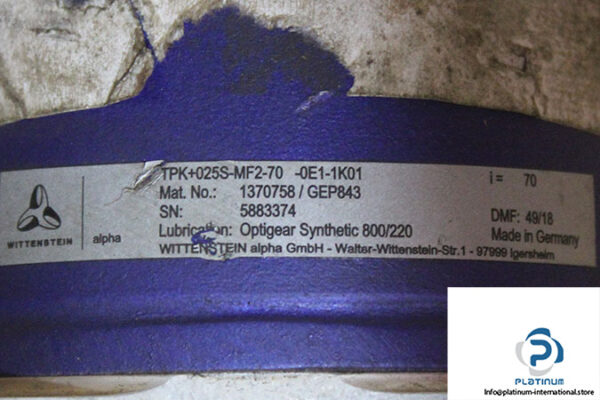 TPK+025S-MF2-70 -0E1-1K01 i = 70
Mat. No.: 1370758 / GEP843
SN: 5883374 DMF: 49/18
Lubrication: Optigear Synthetic 800/220 Made in Germany
WITTENSTEIN alpha GmbH - Walter-Wittenstein-Str.1 - 97999 Igersheim
WITTENSTEIN alpha
PLATINUM
info@platinum-international.store